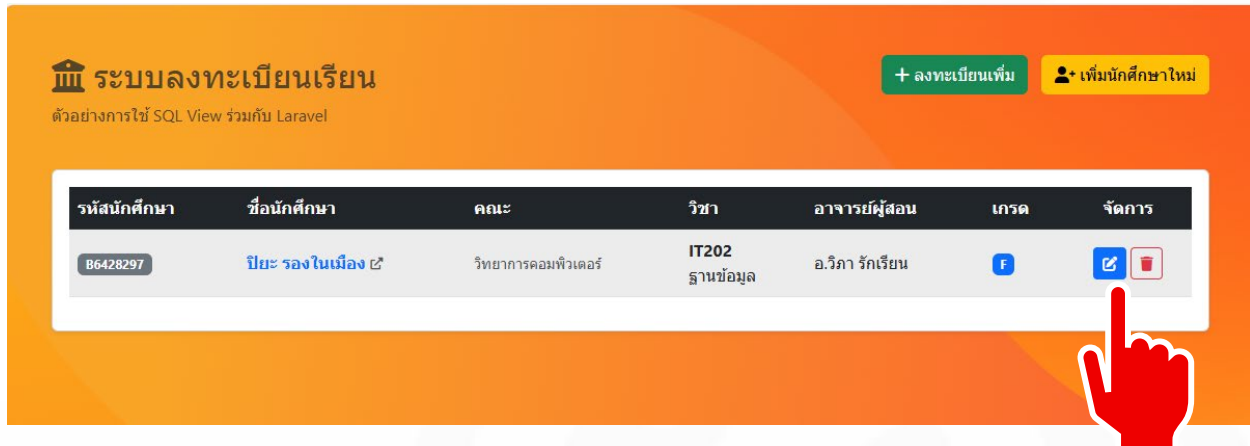 ระบบลงทะเบียนเรียน
ตัวอย่างการใช้ SQL View ร่วมกับ Laravel
+ ลงทะเบียนเพิ่ม
เพิ่มนักศึกษาใหม่
รหัสนักศึกษา ชื่อนักศึกษา คณะ วิชา อาจารย์ผู้สอน เกรด จัดการ
B6428297 ปิยะ รองในเมือง วิทยาการคอมพิวเตอร์ IT202 อ.วิภา รักเรียน F
ฐานข้อมูล